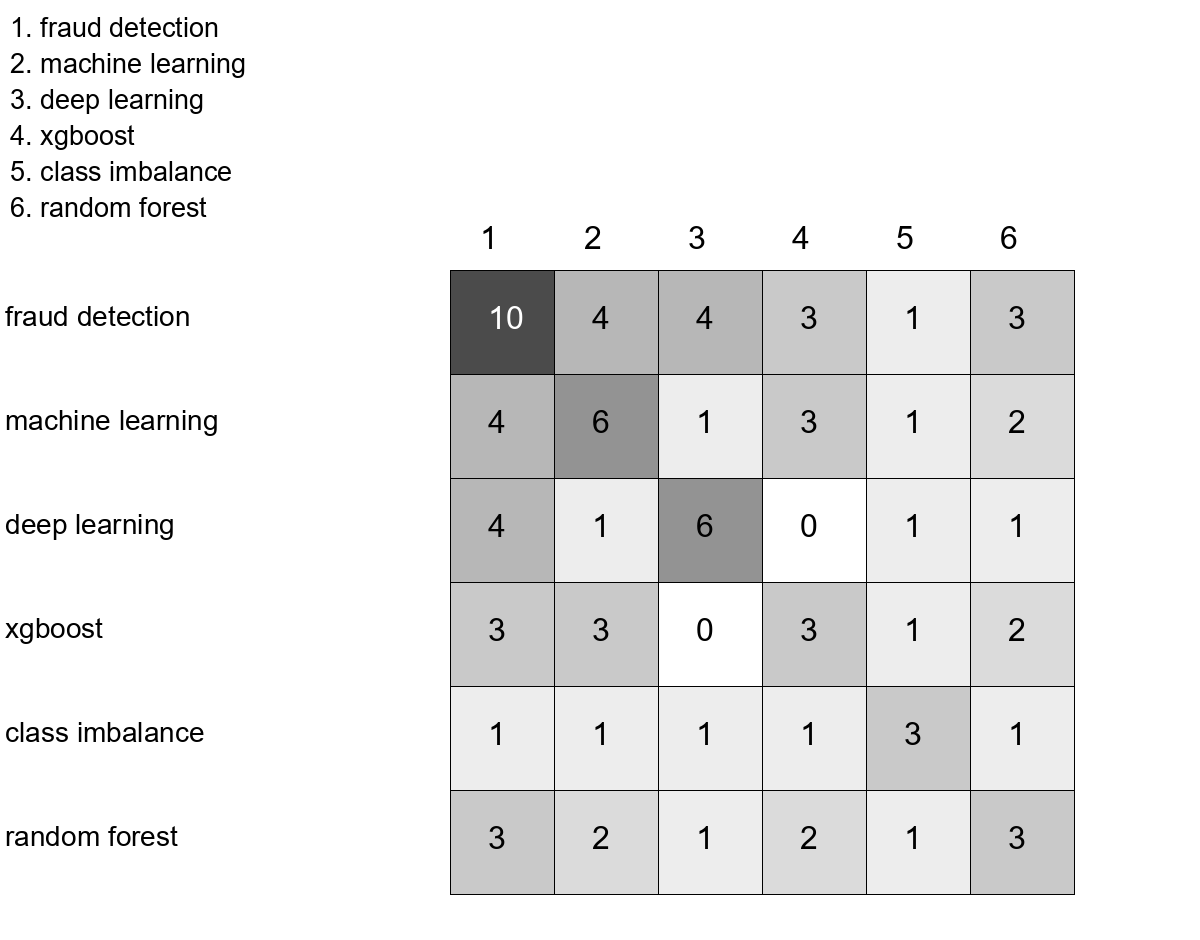 1. fraud detection
2. machine learning
3. deep learning
4. xgboost
5. class imbalance
6. random forest
1 2 3 4 5 6
fraud detection 10 4 4 3 1 3
machine learning 4 6 1 3 1 2
deep learning 4 1 6 0 1 1
xgboost 3 3 0 3 1 2
class imbalance 1 1 1 1 3 1
random forest 3 2 1 2 1 3